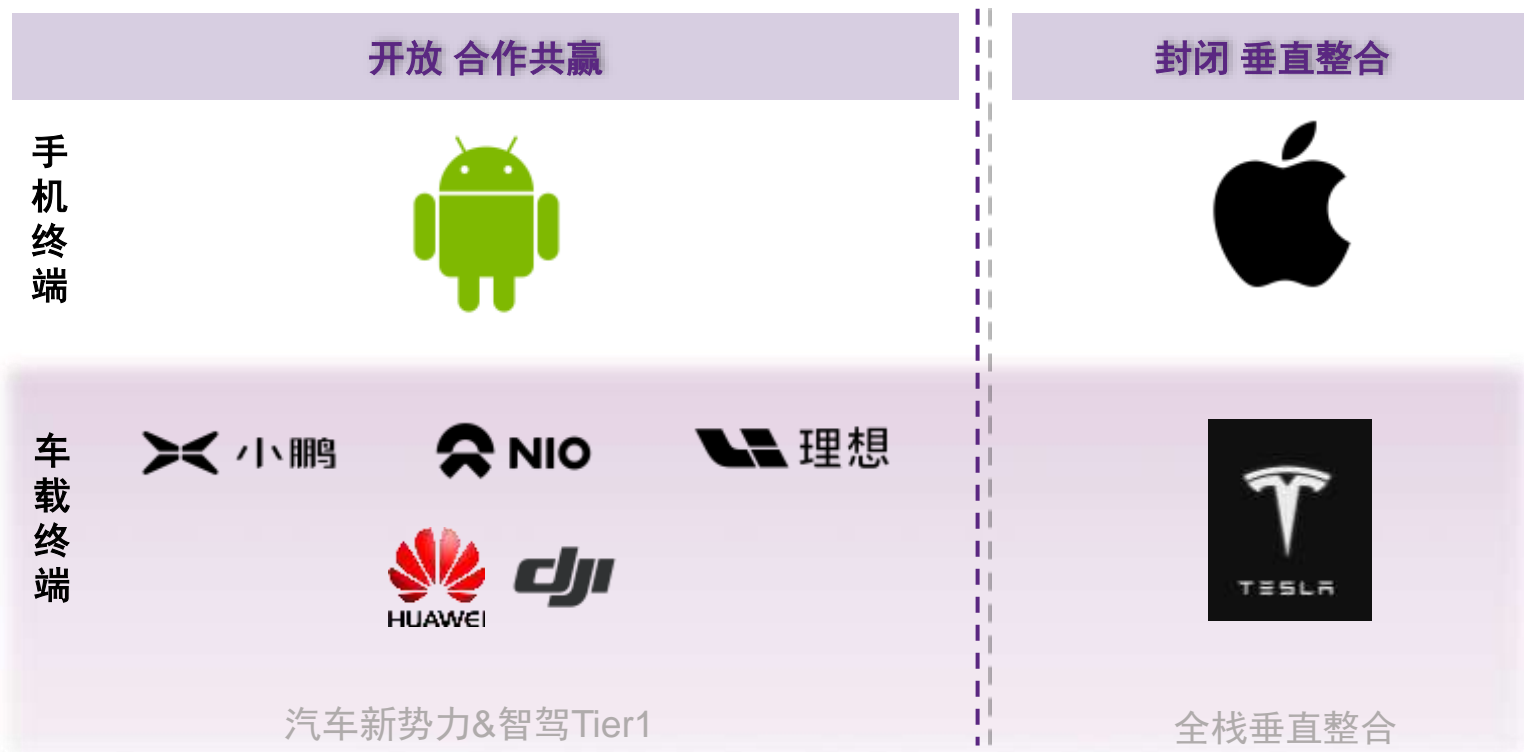 开放 合作共赢
封闭 垂直整合
手机终端
车载终端
小鹏
NIO
理想
HUAWEI
dji
TESLA
汽车新势力&智驾Tier1
全栈垂直整合